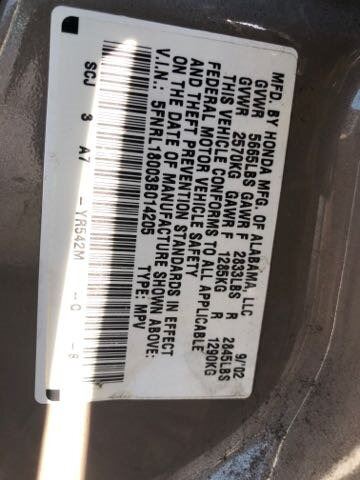 MFD. BY HONDA MFG. OF ALABAMA, LLC 9/02
GVWR 5665LBS GAWR F 2833LBS R 2845LBS
GVWR 2570KG GAWR F 1285KG R 1290KG
THIS VEHICLE CONFORMS TO ALL APPLICABLE
FEDERAL MOTOR VEHICLE SAFETY
AND THEFT PREVENTION STANDARDS IN EFFECT
ON THE DATE OF MANUFACTURE SHOWN ABOVE.
V.I.N.: 5FNRL18003B014205 TYPE: MPV
SCJ 3 A7 - YR542M - C - 8